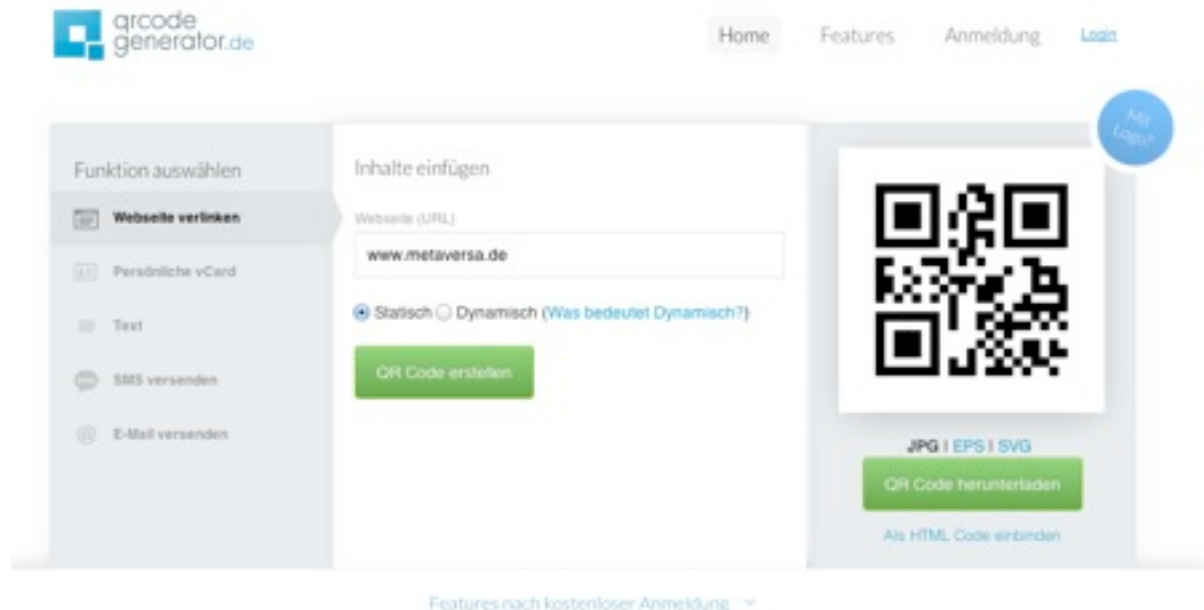 qrcode
generator.de
Home
Features
Anmeldung
Login
Mit
Logo?
Funktion auswählen
Webseite verlinken
Persönliche vCard
Text
SMS versenden
E-Mail versenden
Inhalte einfügen
Webseite (URL)
www.metaversa.de
Statisch Dynamisch (Was bedeutet Dynamisch?)
QR Code erstellen
JPG | EPS | SVG
QR Code herunterladen
Als HTML Code einbinden
Features nach kostenloser Anmeldung